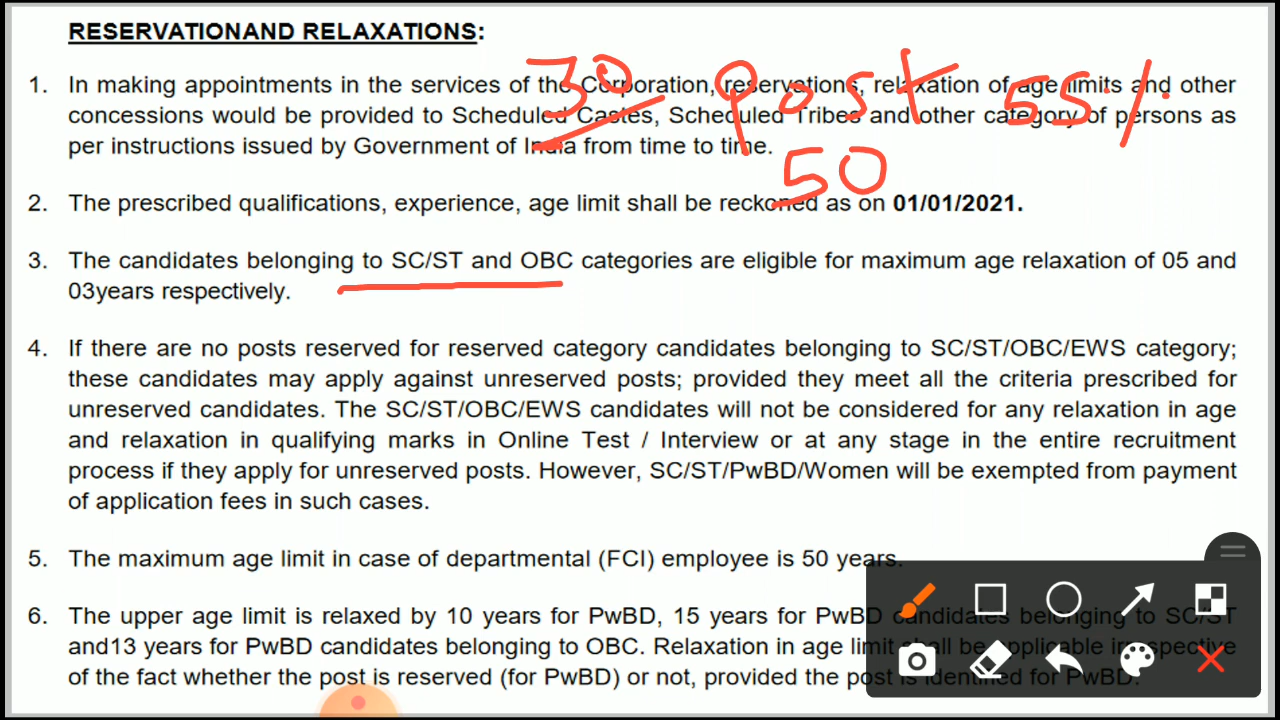 RESERVATIONAND RELAXATIONS:
30 Post 55%
50
1. In making appointments in the services of the Corporation, reservations, relaxation of age limits and other
concessions would be provided to Scheduled Castes, Scheduled Tribes and other category of persons as
per instructions issued by Government of India from time to time.
2. The prescribed qualifications, experience, age limit shall be reckoned as on 01/01/2021.
3. The candidates belonging to SC/ST and OBC categories are eligible for maximum age relaxation of 05 and
03years respectively.
4. If there are no posts reserved for reserved category candidates belonging to SC/ST/OBC/EWS category;
these candidates may apply against unreserved posts; provided they meet all the criteria prescribed for
unreserved candidates. The SC/ST/OBC/EWS candidates will not be considered for any relaxation in age
and relaxation in qualifying marks in Online Test / Interview or at any stage in the entire recruitment
process if they apply for unreserved posts. However, SC/ST/PwBD/Women will be exempted from payment
of application fees in such cases.
5. The maximum age limit in case of departmental (FCI) employee is 50 years.
6. The upper age limit is relaxed by 10 years for PwBD, 15 years for PwBD candidates belonging to SC/ST
and13 years for PwBD candidates belonging to OBC. Relaxation in age limit shall be applicable irrespective
of the fact whether the post is reserved (for PwBD) or not, provided the post is identified for PwBD.